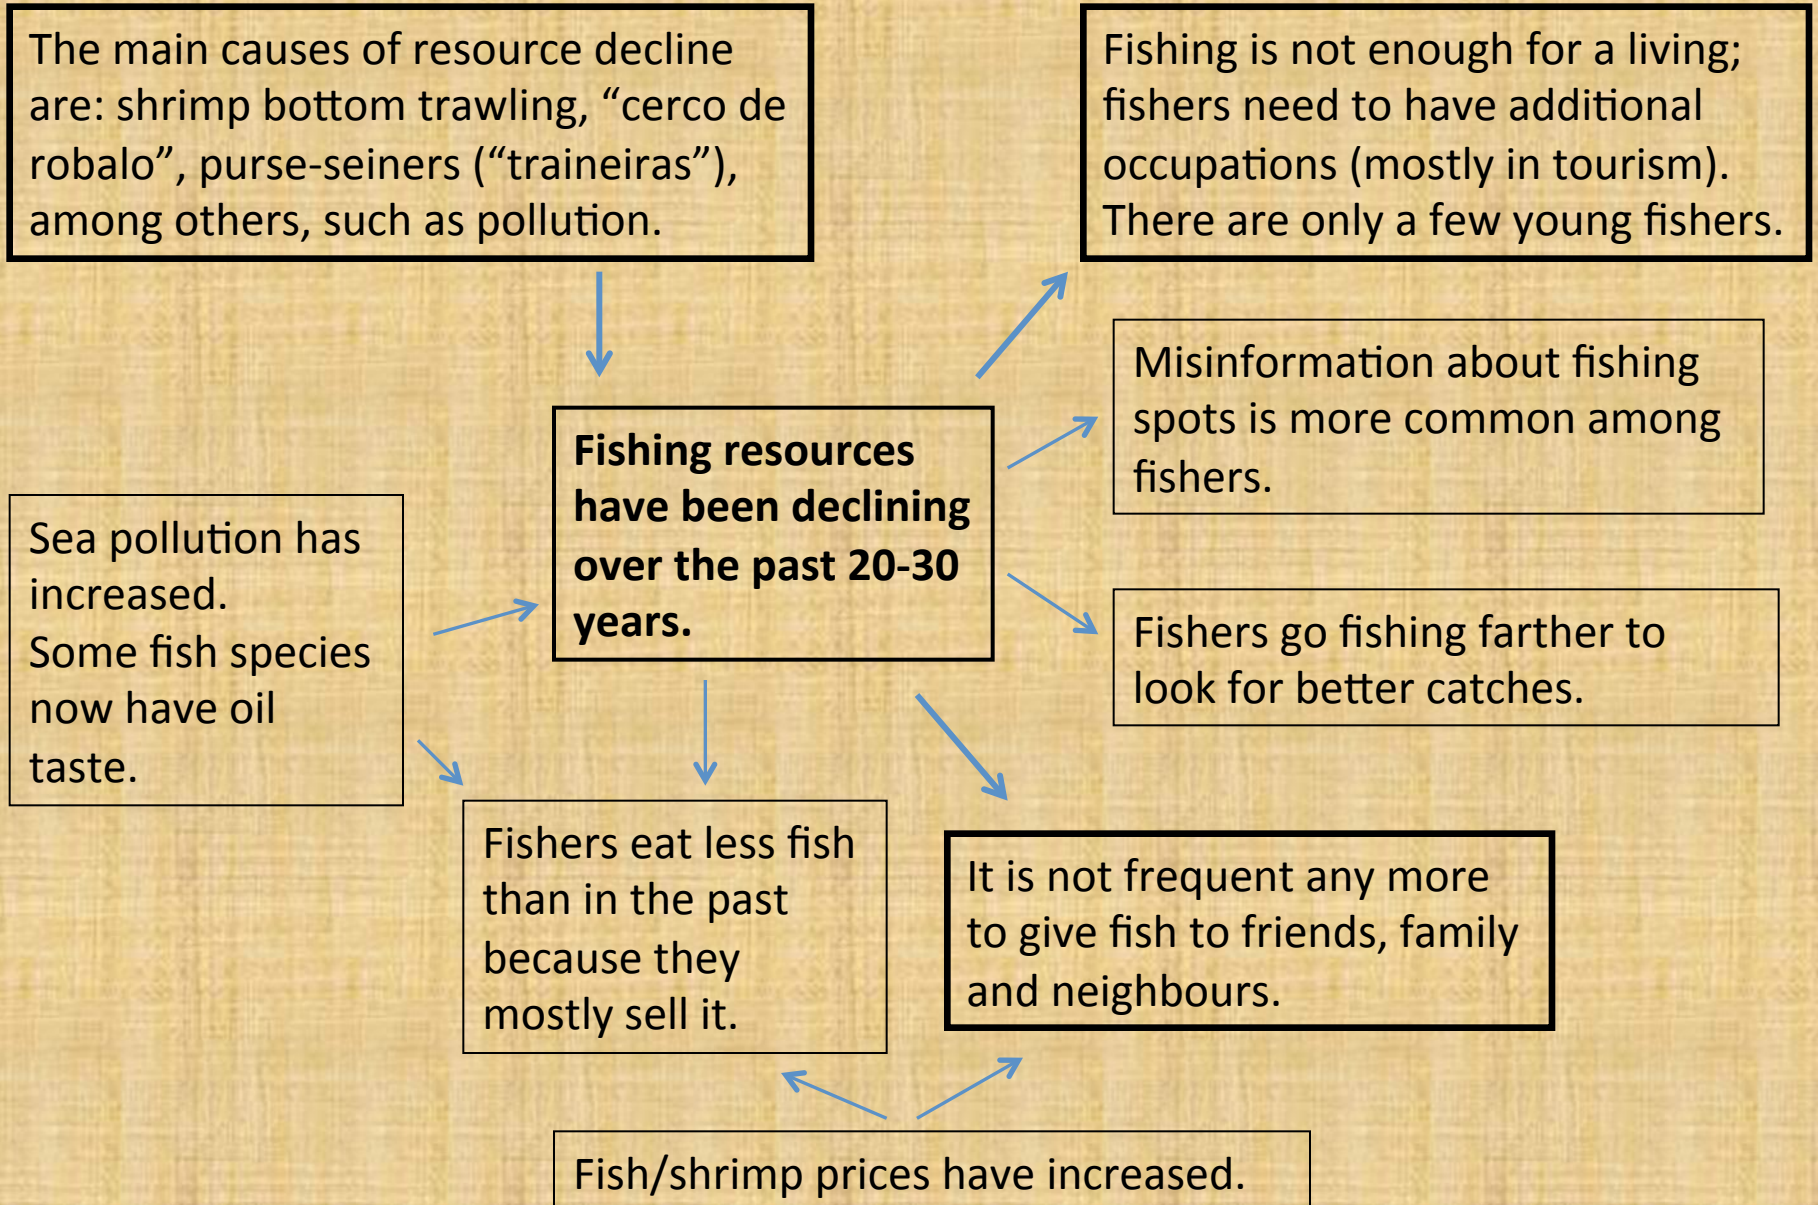 The main causes of resource decline
are: shrimp bottom trawling, “cerco de
robalo”, purse-seiners (“traineiras”),
among others, such as pollution.
Fishing is not enough for a living;
fishers need to have additional
occupations (mostly in tourism).
There are only a few young fishers.
Misinformation about fishing
spots is more common among
fishers.
Fishing resources
have been declining
over the past 20-30
years.
Sea pollution has
increased.
Some fish species
now have oil
taste.
Fishers go fishing farther to
look for better catches.
Fishers eat less fish
than in the past
because they
mostly sell it.
It is not frequent any more
to give fish to friends, family
and neighbours.
Fish/shrimp prices have increased.